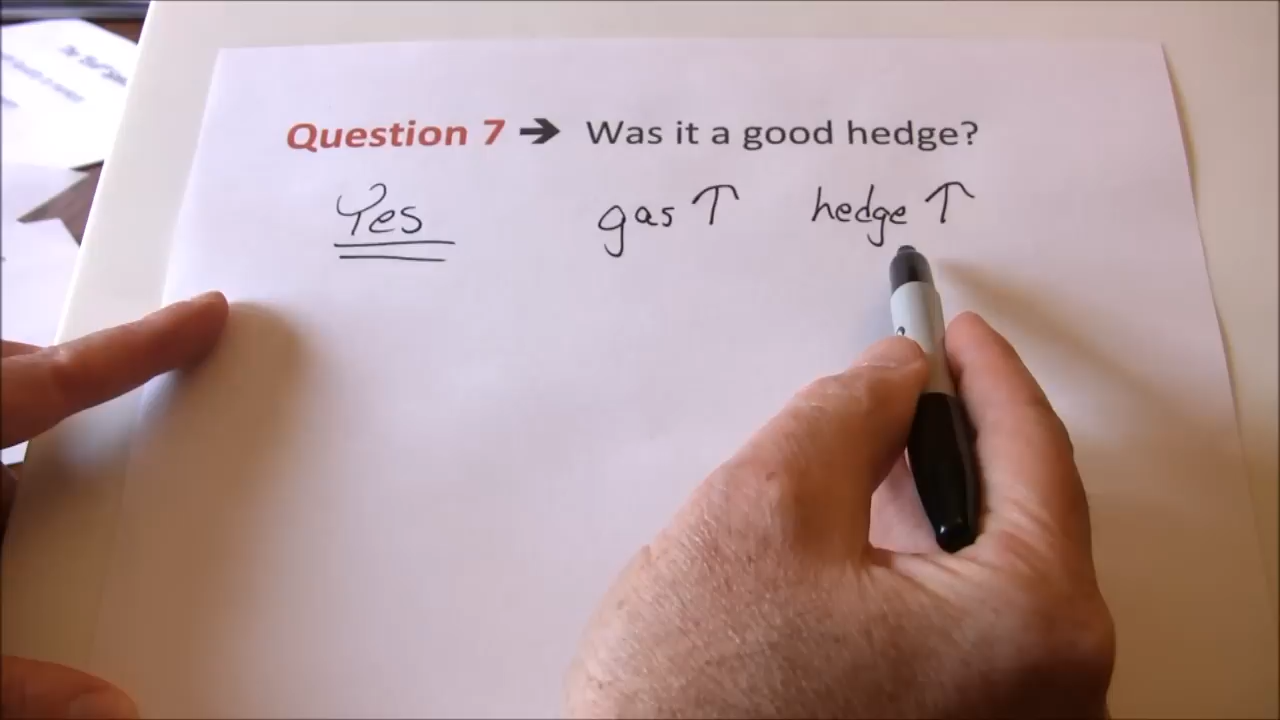 Question 7 → Was it a good hedge?
Yes gas ↑ hedge ↑